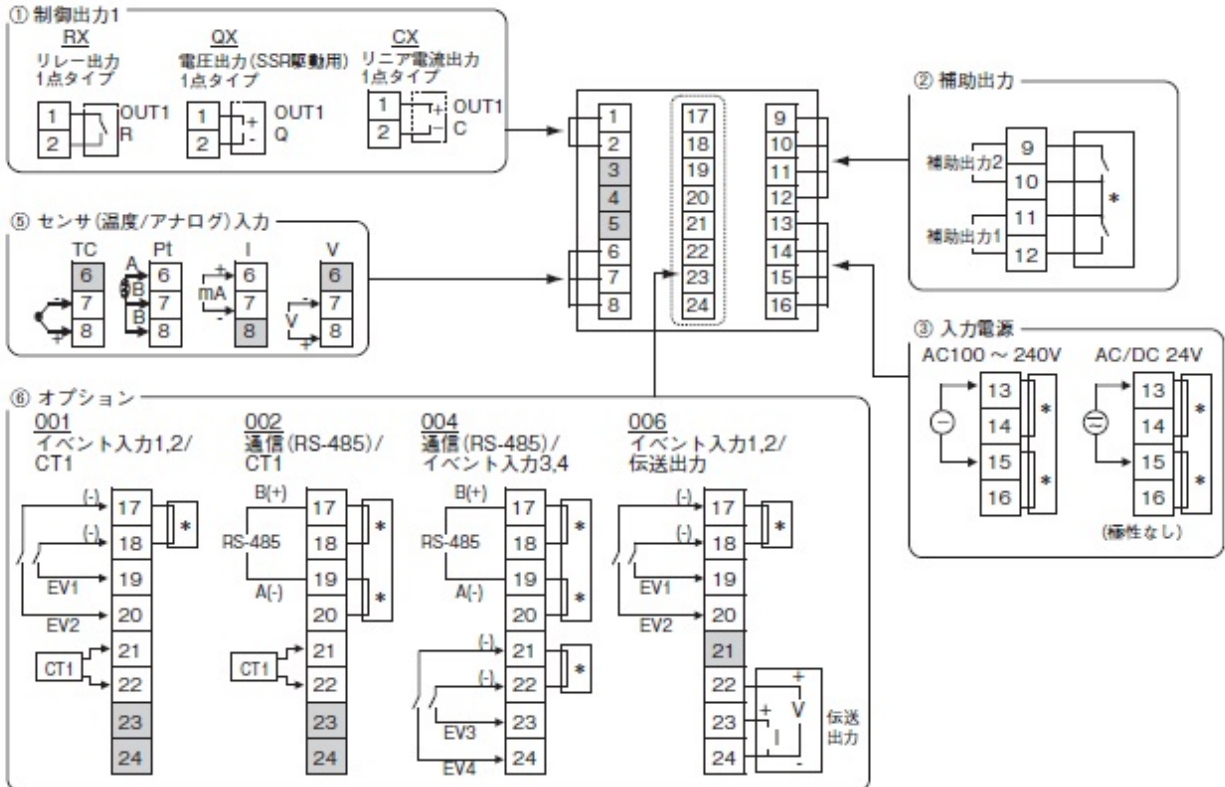 ① 制御出力1
RX
リレー出力
1点タイプ
1
2
OUT1
R
QX
電圧出力(SSR駆動用)
1点タイプ
1
2
+
-
OUT1
Q
CX
リニア電流出力
1点タイプ
1
2
+
-
OUT1
C
1
2
3
4
5
6
7
8
17
18
19
20
21
22
23
24
9
10
11
12
13
14
15
16
② 補助出力
補助出力2
補助出力1
9
10
11
12
*
⑤ センサ(温度/アナログ)入力
TC
6
7
8
-
+
Pt
A
B
B
6
7
8
I
+
mA
-
6
7
8
V
-
V
+
6
7
8
③ 入力電源
AC100 ~ 240V
13
14
15
16
*
*
AC/DC 24V
13
14
15
16
*
*
(極性なし)
⑥ オプション
001
イベント入力1,2/
CT1
(-)
(-)
EV1
EV2
CT1
17
18
19
20
21
22
23
24
*
002
通信(RS-485)/
CT1
B(+)
RS-485
A(-)
CT1
17
18
19
20
21
22
23
24
*
*
004
通信(RS-485)/
イベント入力3,4
B(+)
RS-485
A(-)
(-)
(-)
EV3
EV4
17
18
19
20
21
22
23
24
*
*
*
006
イベント入力1,2/
伝送出力
(-)
(-)
EV1
EV2
17
18
19
20
21
22
23
24
*
+
+
V
I
-
伝送
出力